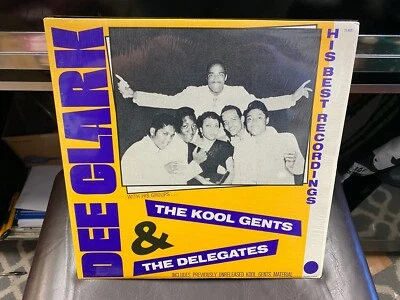 DEE CLARK
HIS BEST RECORDINGS
WITH HIS GROUPS...
THE KOOL GENTS
&
THE DELEGATES
INCLUDES PREVIOUSLY UNRELEASED KOOL GENTS MATERIAL